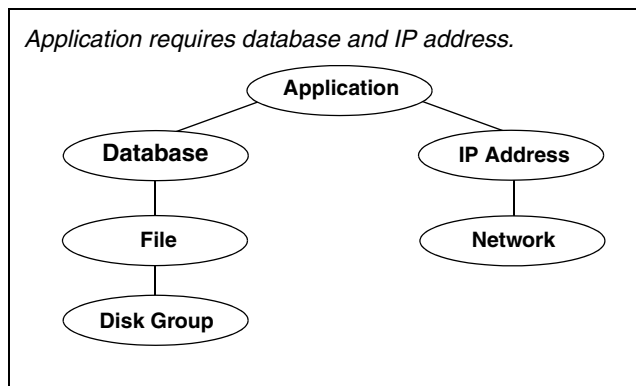 Application requires database and IP address.
Application
Database
IP Address
File
Network
Disk Group